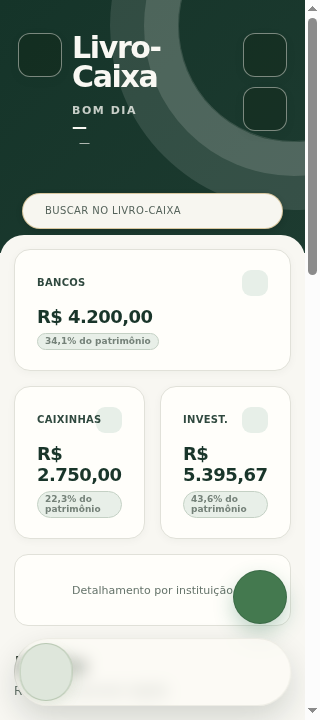 Livro-
Caixa
BOM DIA
—
—
BUSCAR NO LIVRO-CAIXA
BANCOS
R$ 4.200,00
34,1% do patrimônio
CAIXINHAS
R$
2.750,00
22,3% do
patrimônio
INVEST.
R$
5.395,67
43,6% do
patrimônio
Detalhamento por instituição